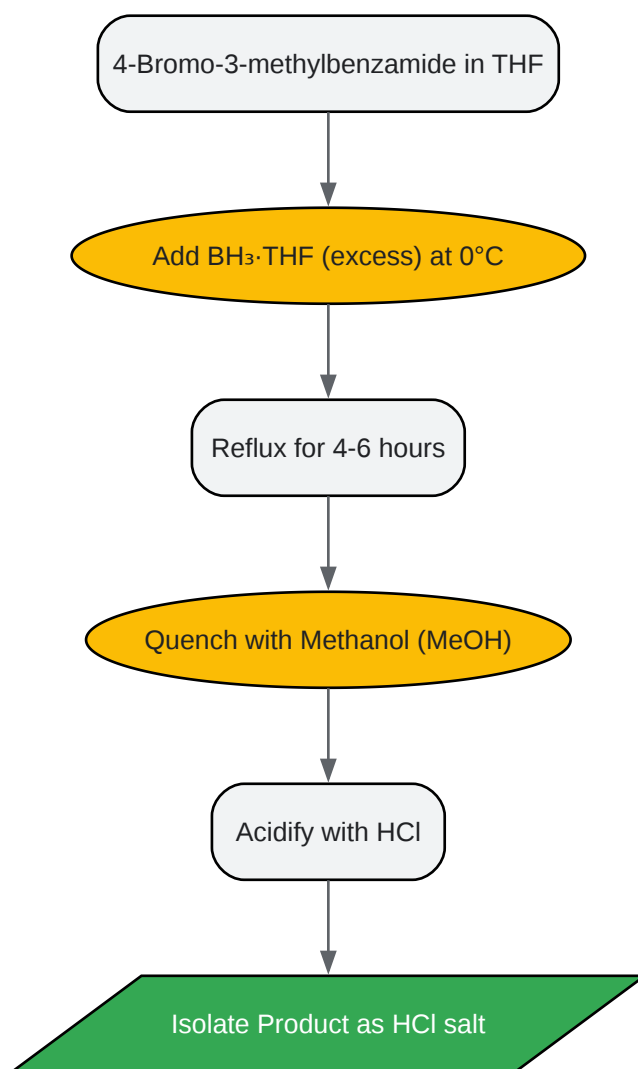 4-Bromo-3-methylbenzamide in THF
Add BH₃·THF (excess) at 0°C
Reflux for 4-6 hours
Quench with Methanol (MeOH)
Acidify with HCl
Isolate Product as HCl salt